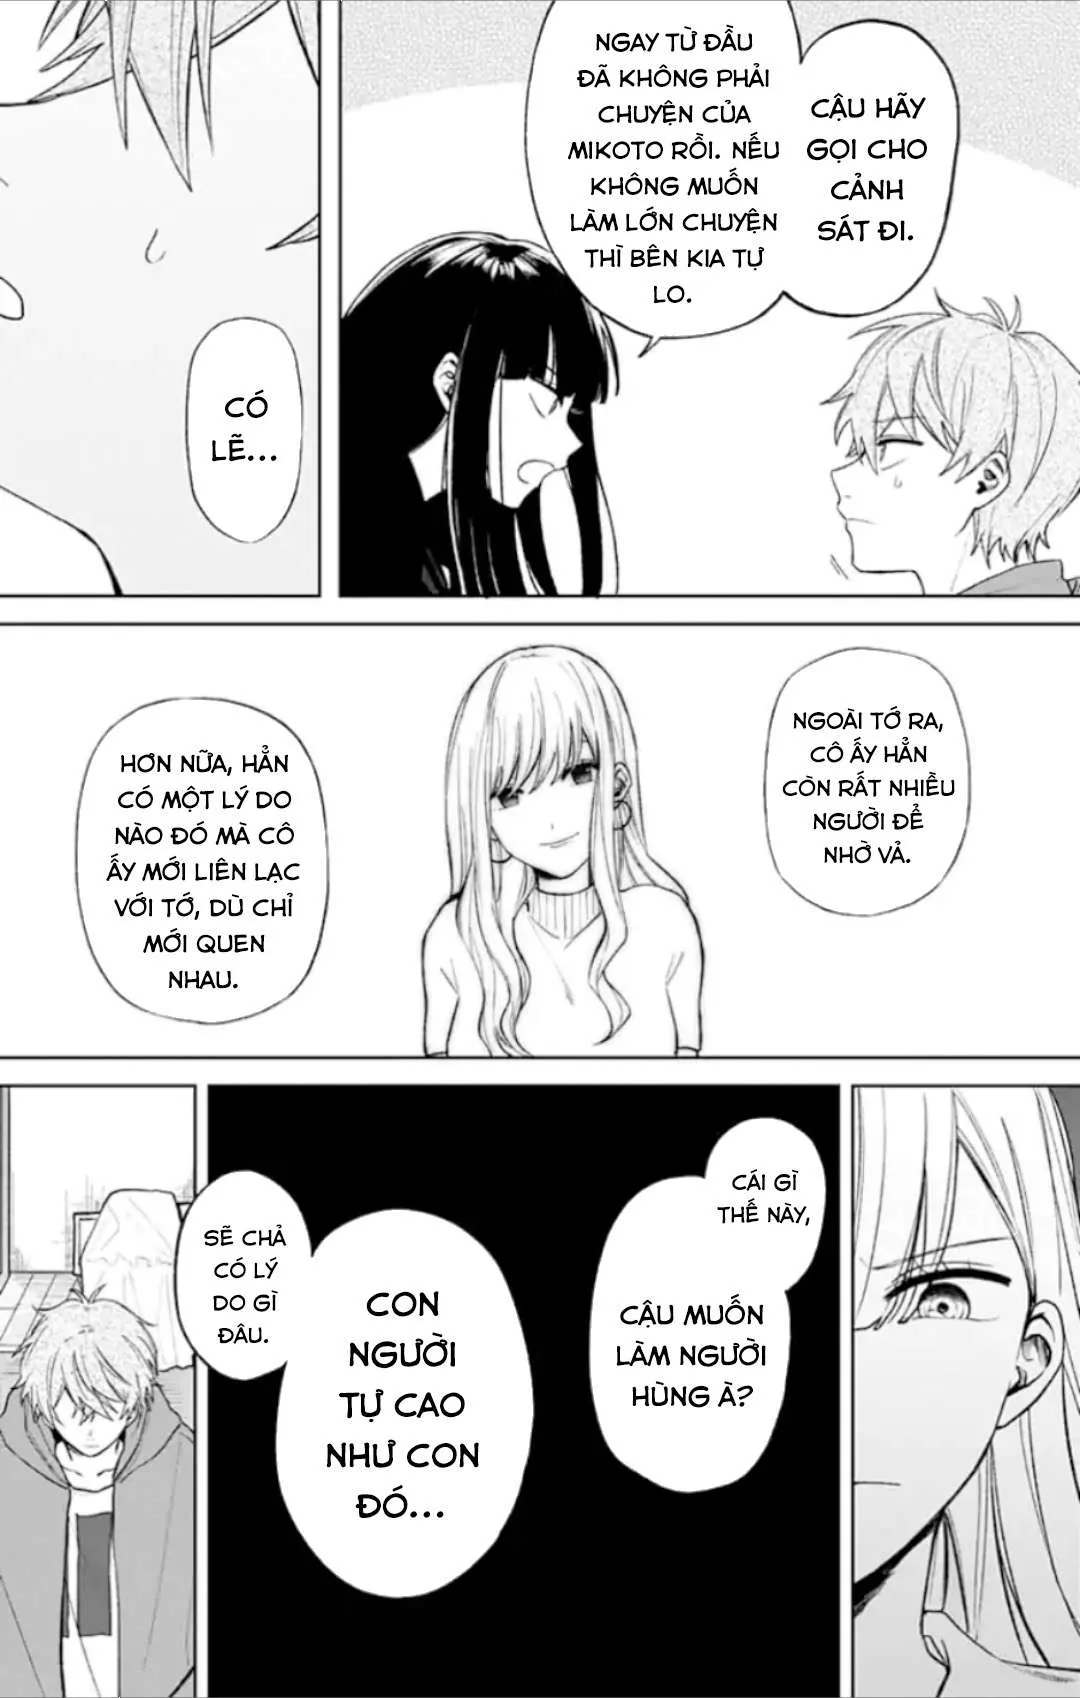 CẬU HÃY
GỌI CHO
CẢNH
SÁT ĐI.
NGAY TỪ ĐẦU
ĐÃ KHÔNG PHẢI
CHUYỆN CỦA
MIKOTO RỒI. NẾU
KHÔNG MUỐN
LÀM LỚN CHUYỆN
THÌ BÊN KIA TỰ
LO.
CÓ
LẼ...
NGOÀI TỚ RA,
CÔ ẤY HẲN
CÒN RẤT NHIỀU
NGƯỜI ĐỂ
NHỜ VẢ.
HƠN NỮA, HẲN
CÓ MỘT LÝ DO
NÀO ĐÓ MÀ CÔ
ẤY MỚI LIÊN LẠC
VỚI TỚ, DÙ CHỈ
MỚI QUEN
NHAU.
CÁI GÌ
THẾ NÀY,
CẬU MUỐN
LÀM NGƯỜI
HÙNG À?
CON
NGƯỜI
TỰ CAO
NHƯ CON
ĐÓ...
SẼ CHẢ
CÓ LÝ
DO GÌ
ĐÂU.